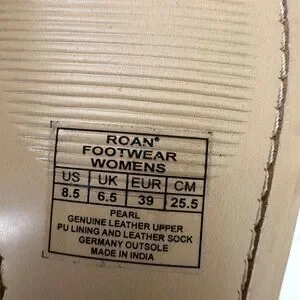 ROAN®
FOOTWEAR
WOMENS
US UK EUR CM
8.5 6.5 39 25.5
PEARL
GENUINE LEATHER UPPER
PU LINING AND LEATHER SOCK
GERMANY OUTSOLE
MADE IN INDIA